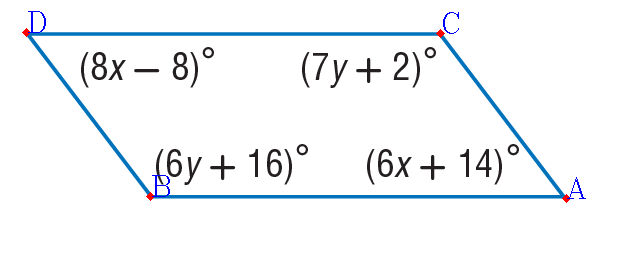 D
C
(8x – 8)°
(7y + 2)°
(6y + 16)°
(6x + 14)°
B
A